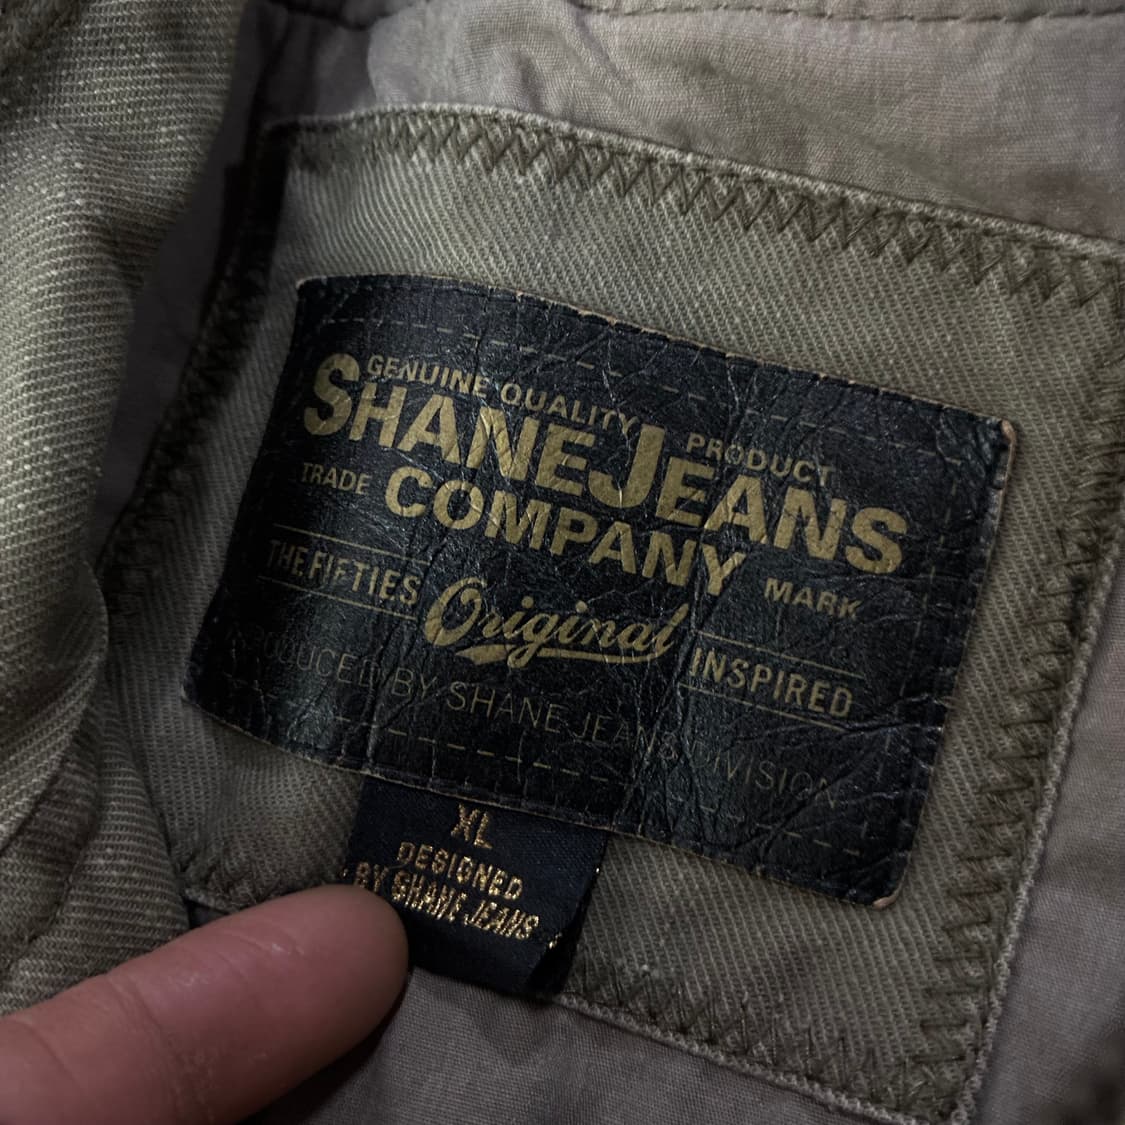 GENUINE QUALITY PRODUCT
SHANEJEANS
TRADE COMPANY MARK
THE FIFTIES Original INSPIRED
PRODUCED BY SHANE JEANS DIVISION
XL
DESIGNED
BY SHANE JEANS